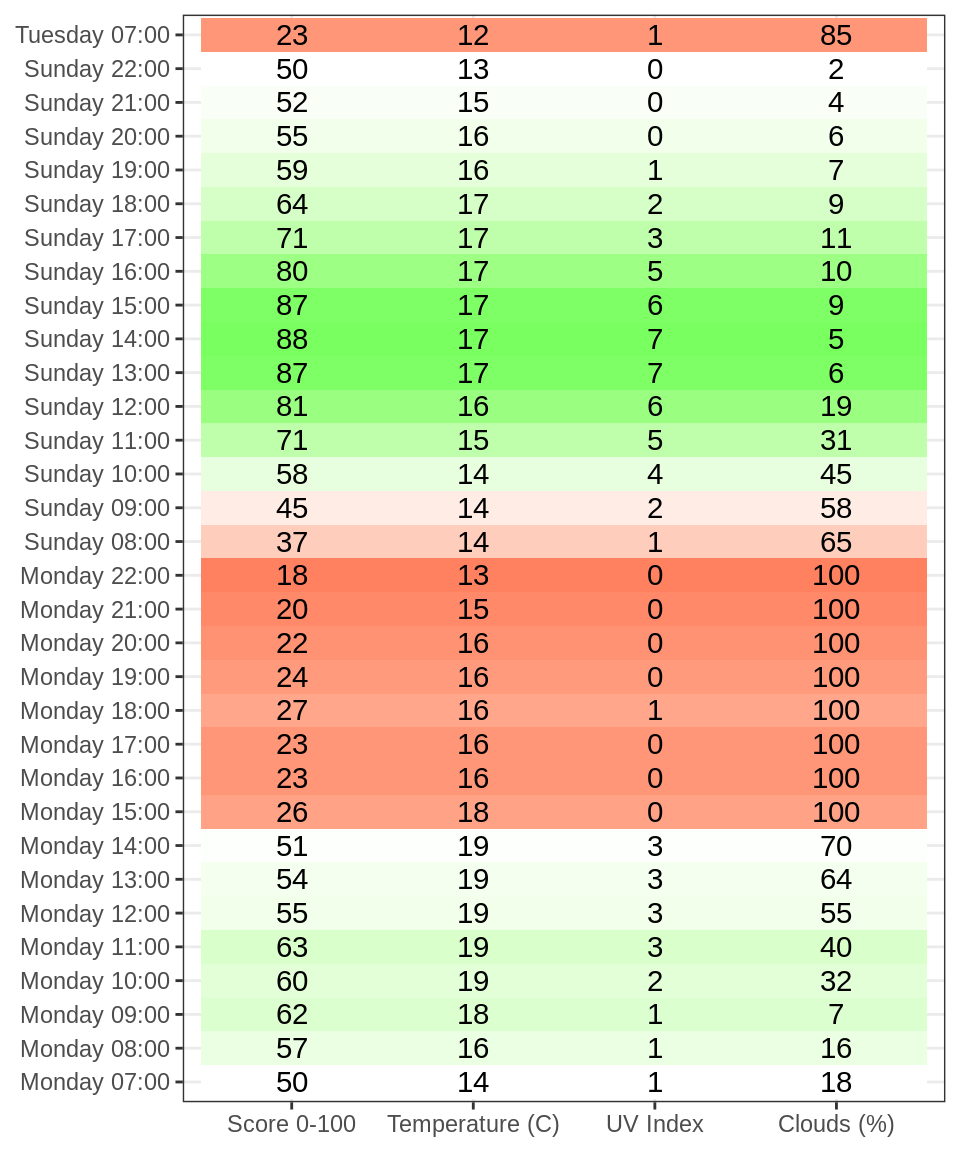 Tuesday 07:00 23 12 1 85
Sunday 22:00 50 13 0 2
Sunday 21:00 52 15 0 4
Sunday 20:00 55 16 0 6
Sunday 19:00 59 16 1 7
Sunday 18:00 64 17 2 9
Sunday 17:00 71 17 3 11
Sunday 16:00 80 17 5 10
Sunday 15:00 87 17 6 9
Sunday 14:00 88 17 7 5
Sunday 13:00 87 17 7 6
Sunday 12:00 81 16 6 19
Sunday 11:00 71 15 5 31
Sunday 10:00 58 14 4 45
Sunday 09:00 45 14 2 58
Sunday 08:00 37 14 1 65
Monday 22:00 18 13 0 100
Monday 21:00 20 15 0 100
Monday 20:00 22 16 0 100
Monday 19:00 24 16 0 100
Monday 18:00 27 16 1 100
Monday 17:00 23 16 0 100
Monday 16:00 23 16 0 100
Monday 15:00 26 18 0 100
Monday 14:00 51 19 3 70
Monday 13:00 54 19 3 64
Monday 12:00 55 19 3 55
Monday 11:00 63 19 3 40
Monday 10:00 60 19 2 32
Monday 09:00 62 18 1 7
Monday 08:00 57 16 1 16
Monday 07:00 50 14 1 18
Score 0-100 Temperature (C) UV Index Clouds (%)